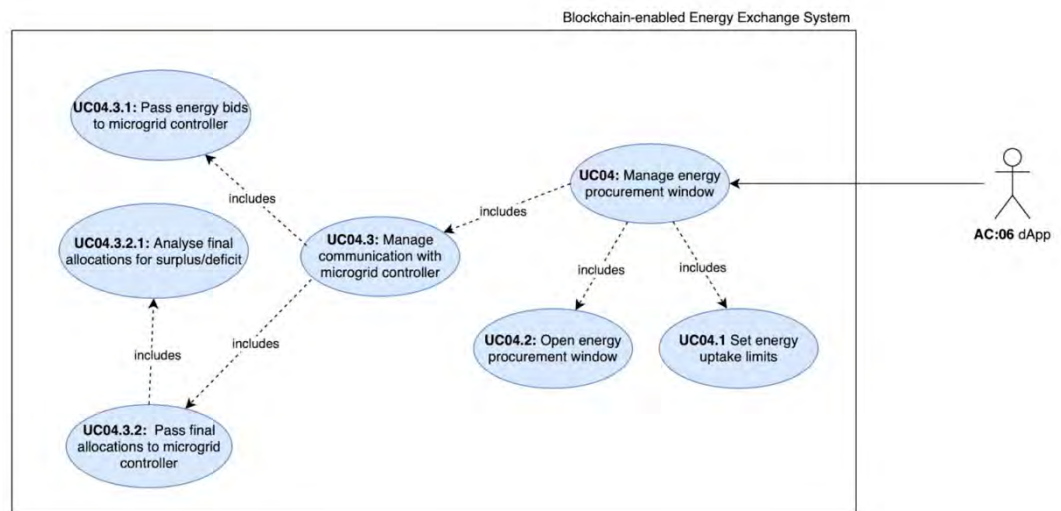 Blockchain-enabled Energy Exchange System
UC04.3.1: Pass energy bids
to microgrid controller
includes
UC04: Manage energy
procurement window
includes
AC:06 dApp
UC04.3.2.1: Analyse final
allocations for surplus/deficit
UC04.3: Manage
communication with
microgrid controller
includes
includes
includes
includes
UC04.2: Open energy
procurement window
UC04.1 Set energy
uptake limits
UC04.3.2: Pass final
allocations to microgrid
controller